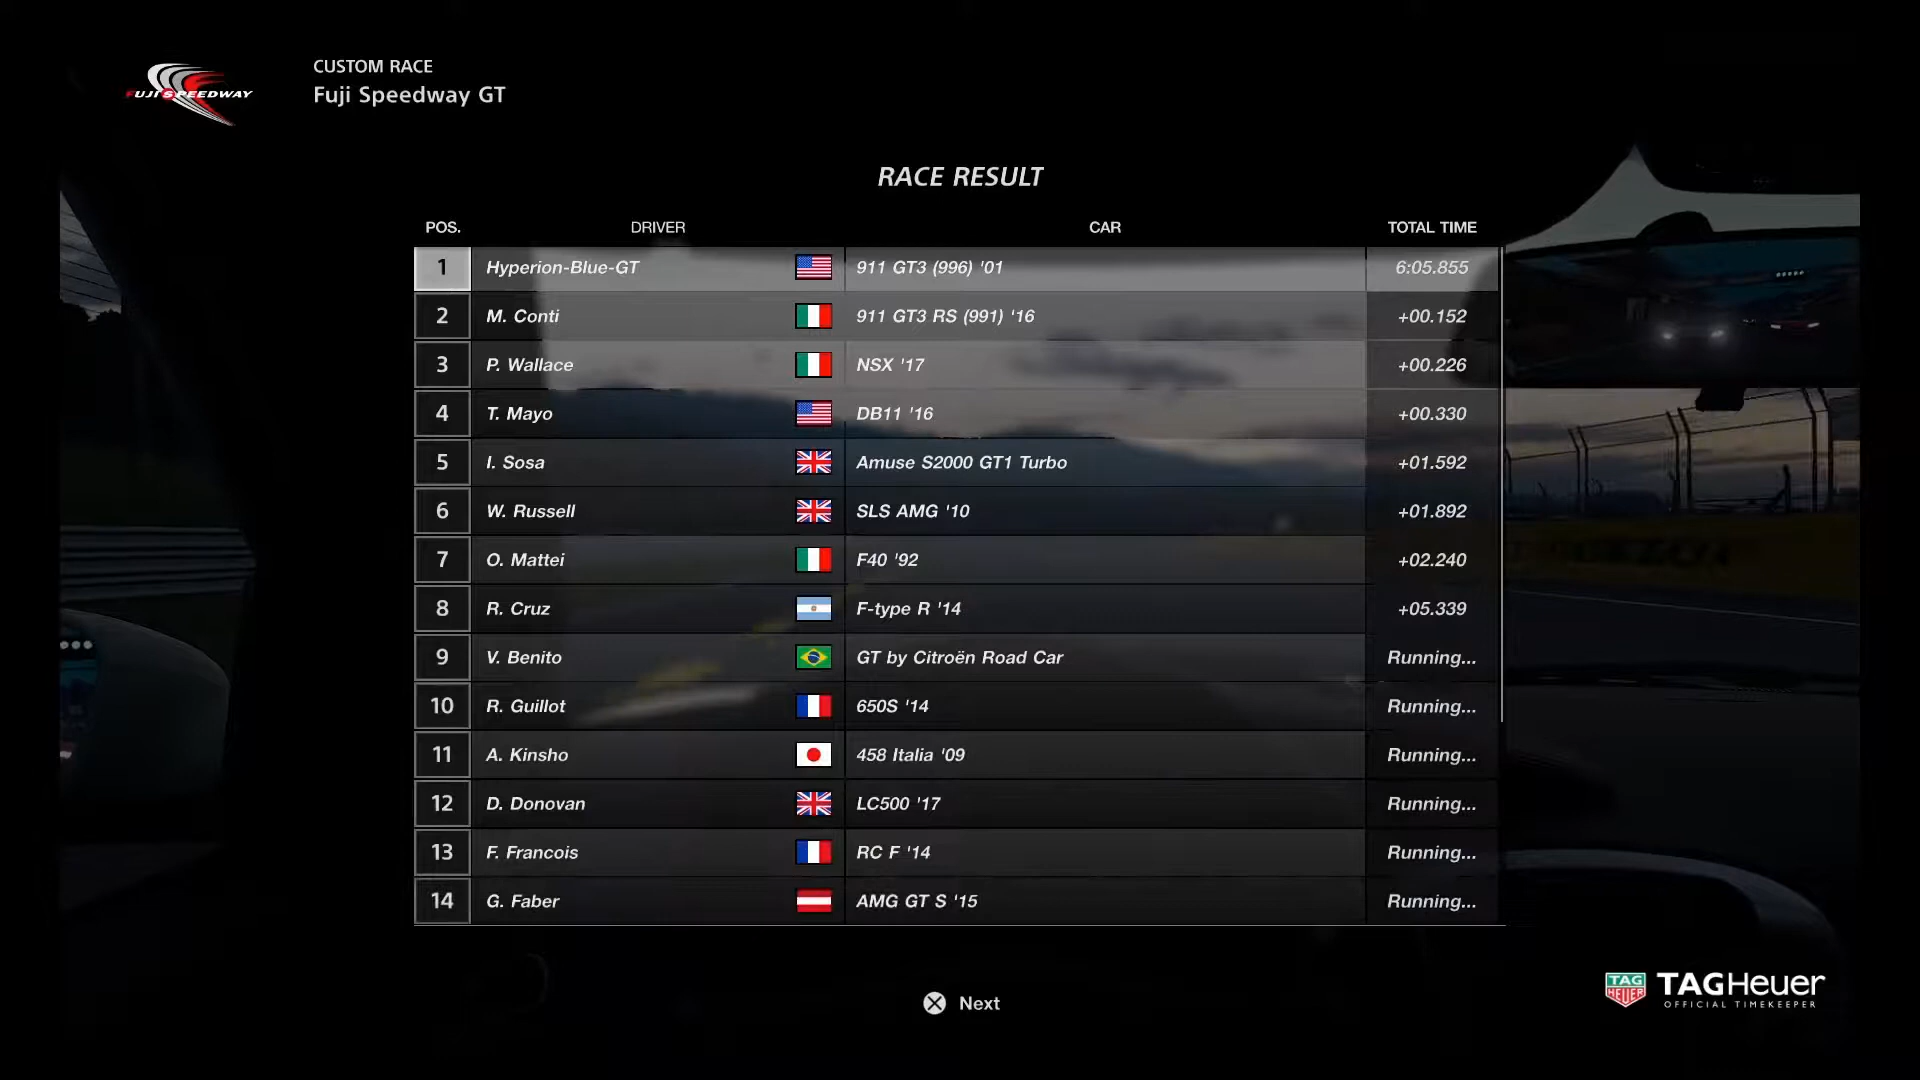 FUJI SPEEDWAY
CUSTOM RACE
Fuji Speedway GT
RACE RESULT
POS. DRIVER CAR TOTAL TIME
1 Hyperion-Blue-GT 911 GT3 (996) '01 6:05.855
2 M. Conti 911 GT3 RS (991) '16 +00.152
3 P. Wallace NSX '17 +00.226
4 T. Mayo DB11 '16 +00.330
5 I. Sosa Amuse S2000 GT1 Turbo +01.592
6 W. Russell SLS AMG '10 +01.892
7 O. Mattei F40 '92 +02.240
8 R. Cruz F-type R '14 +05.339
9 V. Benito GT by Citroën Road Car Running...
10 R. Guillot 650S '14 Running...
11 A. Kinsho 458 Italia '09 Running...
12 D. Donovan LC500 '17 Running...
13 F. Francois RC F '14 Running...
14 G. Faber AMG GT S '15 Running...
TAG HEUER
TAGHeuer
OFFICIAL TIMEKEEPER
Next